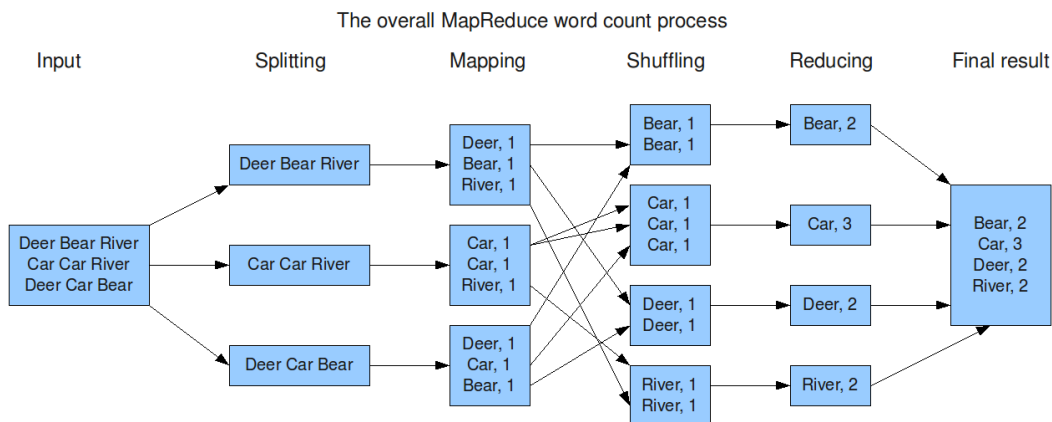 The overall MapReduce word count process
Input
Splitting
Mapping
Shuffling
Reducing
Final result
Deer Bear River
Car Car River
Deer Car Bear
Deer Bear River
Car Car River
Deer Car Bear
Deer, 1
Bear, 1
River, 1
Car, 1
Car, 1
River, 1
Deer, 1
Car, 1
Bear, 1
Bear, 1
Bear, 1
Car, 1
Car, 1
Car, 1
Deer, 1
Deer, 1
River, 1
River, 1
Bear, 2
Car, 3
Deer, 2
River, 2
Bear, 2
Car, 3
Deer, 2
River, 2